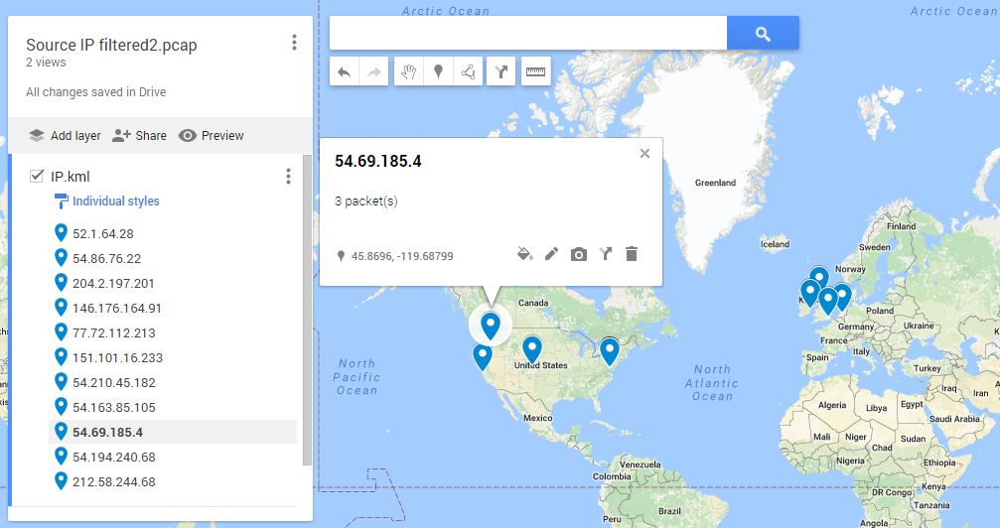 Source IP filtered2.pcap
2 views
All changes saved in Drive
Add layer
Share
Preview
IP.kml
Individual styles
52.1.64.28
54.86.76.22
204.2.197.201
146.176.164.91
77.72.112.213
151.101.16.233
54.210.45.182
54.163.85.105
54.69.185.4
54.194.240.68
212.58.244.68
54.69.185.4
3 packet(s)
45.8696, -119.68799
Arctic Ocean
Arctic Ocean
Greenland
Iceland
Finland
Sweden
Norway
Canada
Poland
Germany
Ukraine
France
Italy
Spain
Turkey
United States
North
Pacific
Ocean
North
Atlantic
Ocean
Iraq
Iran
Algeria
Libya
Egypt
Saudi Arabia
Mexico
Mali
Niger
Sudan
Chad
Nigeria
Ethiopia
Venezuela
Colombia
Kenya
DR Congo
Tanzania
Brazil
Peru
Angola